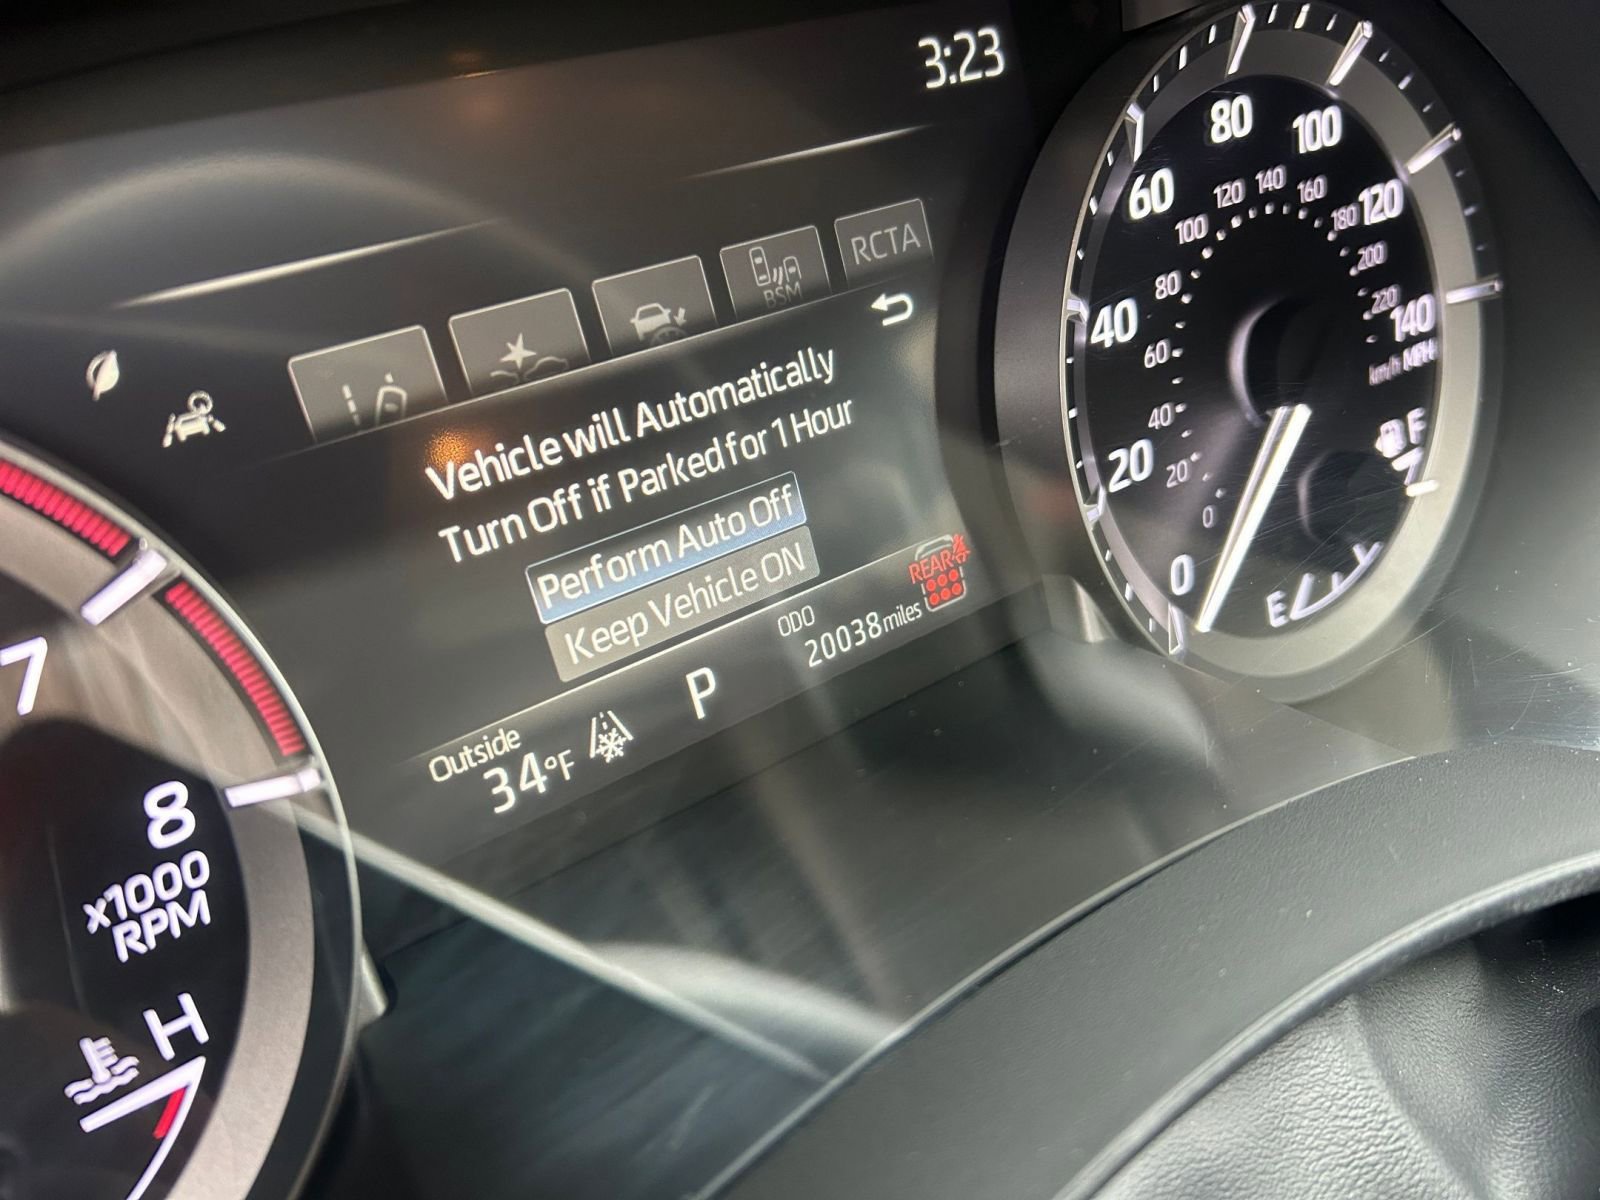 3:23
RCTA
BSM
Vehicle will Automatically
Turn Off if Parked for 1 Hour
Perform Auto Off
Keep Vehicle ON
REAR
ODO
20038 miles
P
Outside
34°F
7
8
x1000
RPM
H
0
20
40
60
80
100
120
140
MPH
0
20
40
60
80
100
120
140
160
180
200
220
km/h
F
E